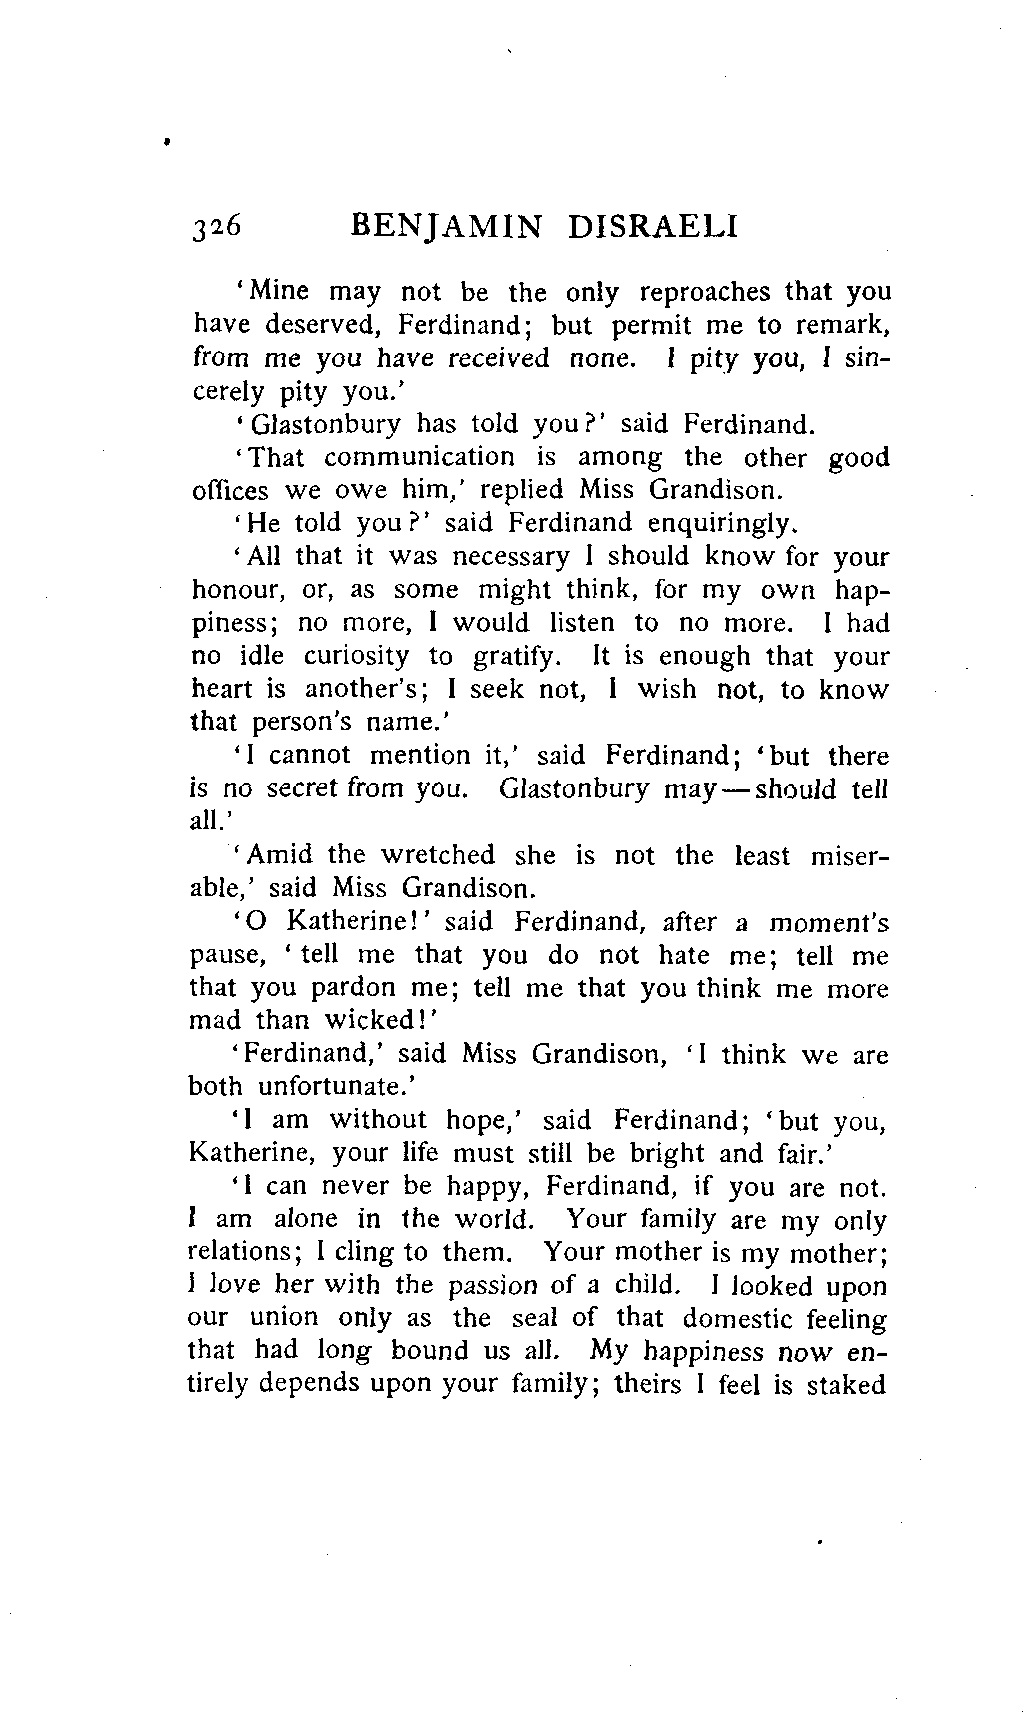 326 BENJAMIN DISRAELI
‘Mine may not be the only reproaches that you
have deserved, Ferdinand; but permit me to remark,
from me you have received none. I pity you, I sin-
cerely pity you.’
‘Glastonbury has told you?’ said Ferdinand.
‘That communication is among the other good
offices we owe him,’ replied Miss Grandison.
‘He told you?’ said Ferdinand enquiringly.
‘All that it was necessary I should know for your
honour, or, as some might think, for my own hap-
piness; no more, I would listen to no more. I had
no idle curiosity to gratify. It is enough that your
heart is another’s; I seek not, I wish not, to know
that person’s name.’
‘I cannot mention it,’ said Ferdinand; ‘but there
is no secret from you. Glastonbury may—should tell
all.’
‘Amid the wretched she is not the least miser-
able,’ said Miss Grandison.
‘O Katherine!’ said Ferdinand, after a moment’s
pause, ‘tell me that you do not hate me; tell me
that you pardon me; tell me that you think me more
mad than wicked!’
‘Ferdinand,’ said Miss Grandison, ‘I think we are
both unfortunate.’
‘I am without hope,’ said Ferdinand; ‘but you,
Katherine, your life must still be bright and fair.’
‘I can never be happy, Ferdinand, if you are not.
I am alone in the world. Your family are my only
relations; I cling to them. Your mother is my mother;
I love her with the passion of a child. I looked upon
our union only as the seal of that domestic feeling
that had long bound us all. My happiness now en-
tirely depends upon your family; theirs I feel is staked